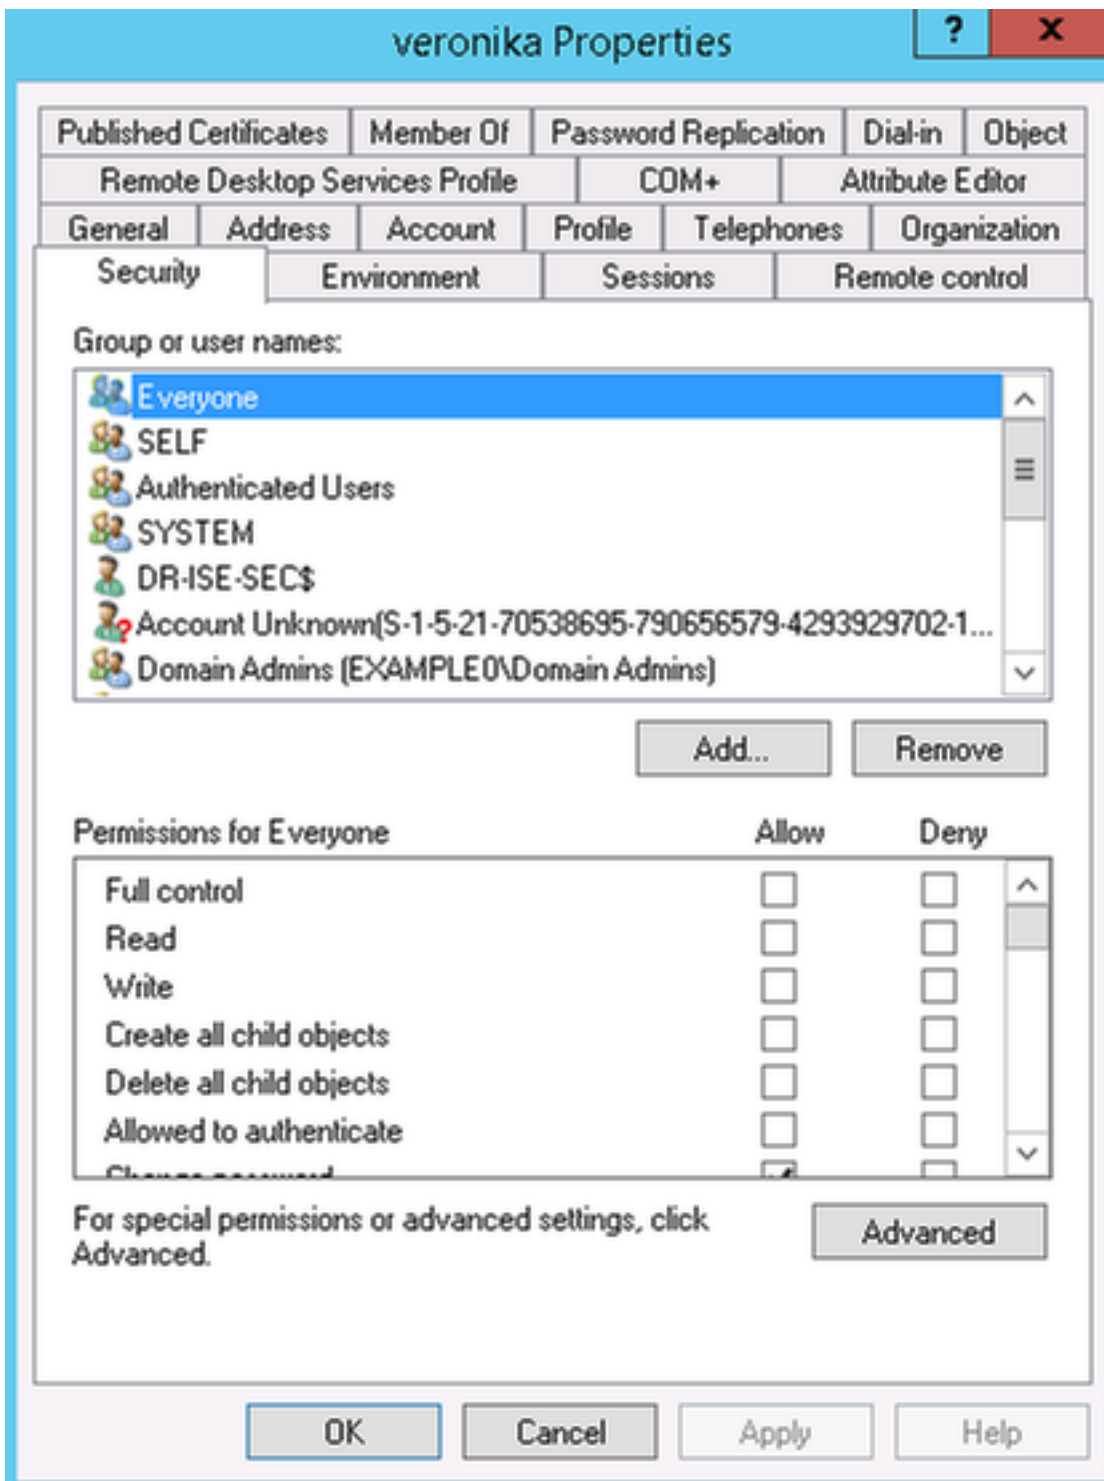 veronika Properties
?
x
Published Certificates
Member Of
Password Replication
Dial-in
Object
Remote Desktop Services Profile
COM+
Attribute Editor
General
Address
Account
Profile
Telephones
Organization
Security
Environment
Sessions
Remote control
Group or user names:
Everyone
SELF
Authenticated Users
SYSTEM
DR-ISE-SEC$
Account Unknown(S-1-5-21-70538695-790656579-4293929702-1...
Domain Admins (EXAMPLE0\Domain Admins)
Add...
Remove
Permissions for Everyone
Allow
Deny
Full control
Read
Write
Create all child objects
Delete all child objects
Allowed to authenticate
Change password
For special permissions or advanced settings, click
Advanced.
Advanced
OK
Cancel
Apply
Help